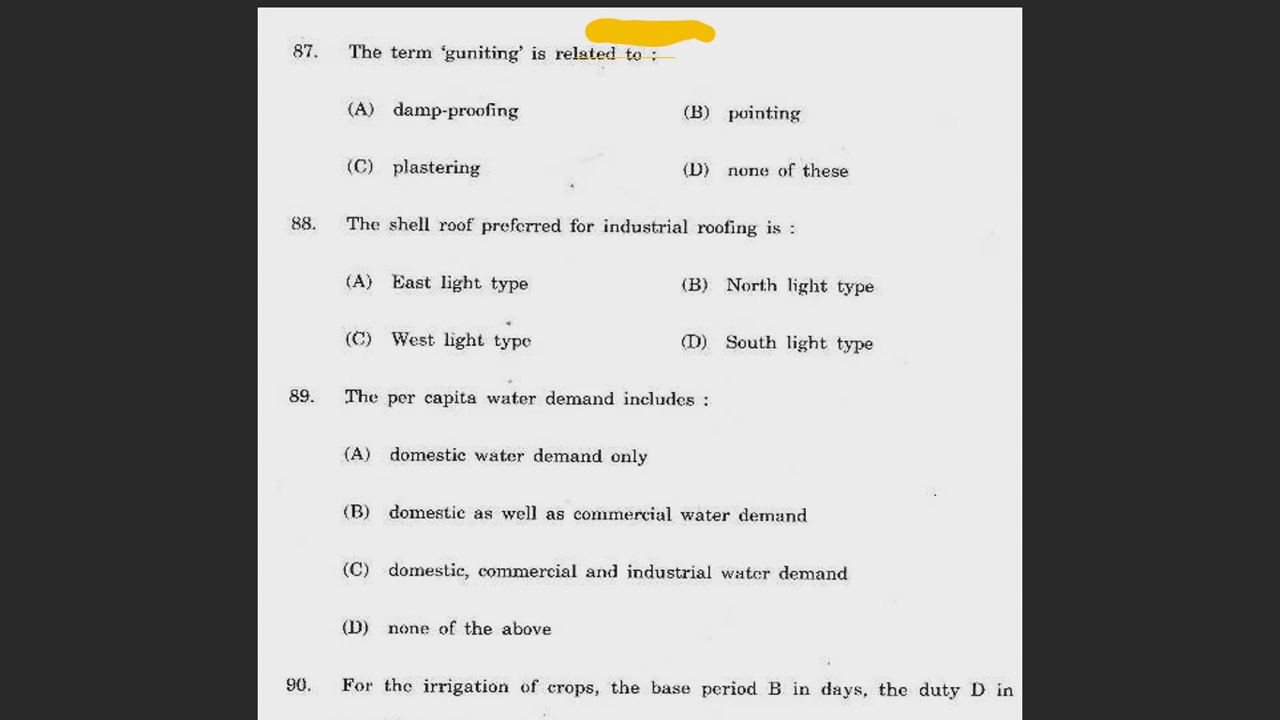 87. The term ‘guniting’ is related to :
(A) damp-proofing (B) pointing
(C) plastering (D) none of these
88. The shell roof preferred for industrial roofing is :
(A) East light type (B) North light type
(C) West light type (D) South light type
89. The per capita water demand includes :
(A) domestic water demand only
(B) domestic as well as commercial water demand
(C) domestic, commercial and industrial water demand
(D) none of the above
90. For the irrigation of crops, the base period B in days, the duty D in